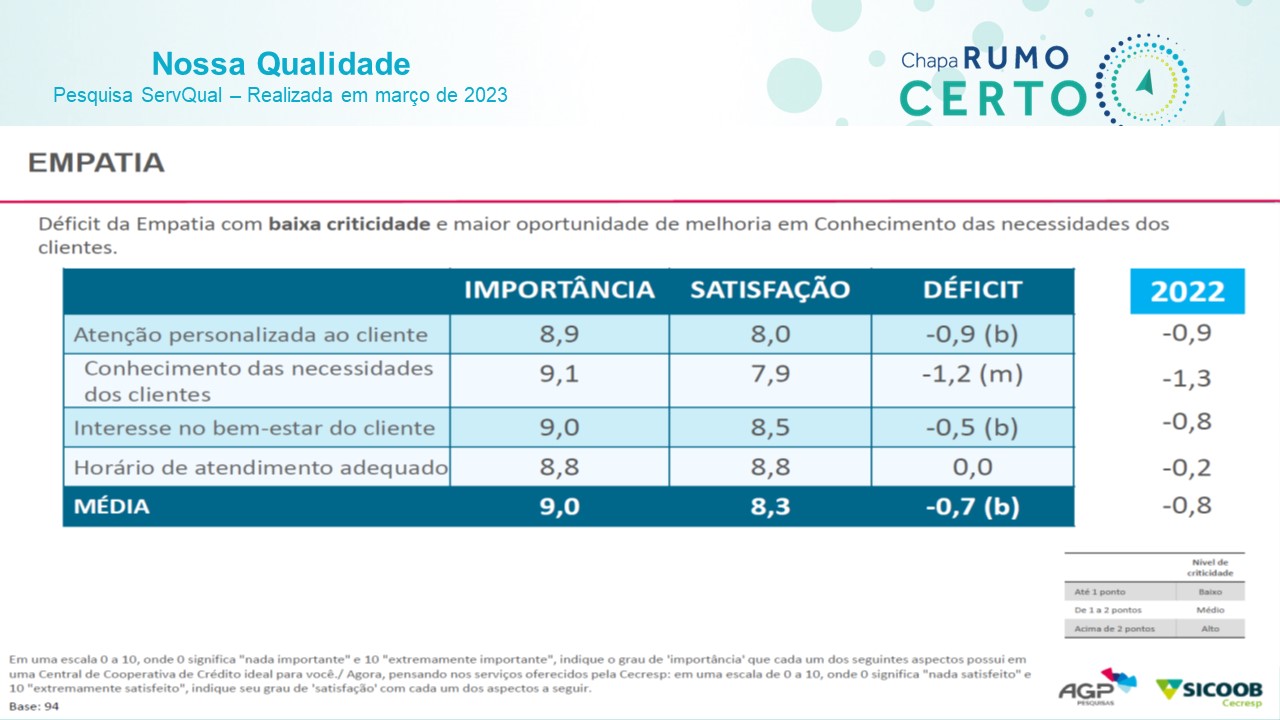 Nossa Qualidade
Pesquisa ServQual – Realizada em março de 2023
Chapa RUMO
CERTO
EMPATIA
Déficit da Empatia com baixa criticidade e maior oportunidade de melhoria em Conhecimento das necessidades dos
clientes.
IMPORTÂNCIA SATISFAÇÃO DÉFICIT 2022
Atenção personalizada ao cliente 8,9 8,0 -0,9 (b) -0,9
Conhecimento das necessidades
dos clientes 9,1 7,9 -1,2 (m) -1,3
Interesse no bem-estar do cliente 9,0 8,5 -0,5 (b) -0,8
Horário de atendimento adequado 8,8 8,8 0,0 -0,2
MÉDIA 9,0 8,3 -0,7 (b) -0,8
Nível de
criticidade
Até 1 ponto Baixo
De 1 a 2 pontos Médio
Acima de 2 pontos Alto
Em uma escala 0 a 10, onde 0 significa "nada importante" e 10 "extremamente importante", indique o grau de 'importância' que cada um dos seguintes aspectos possui em
uma Central de Cooperativa de Crédito ideal para você./ Agora, pensando nos serviços oferecidos pela Cecresp: em uma escala de 0 a 10, onde 0 significa "nada satisfeito" e
10 "extremamente satisfeito", indique seu grau de 'satisfação' com cada um dos aspectos a seguir.
Base: 94
AGP
PESQUISAS
SICOOB
Cecresp